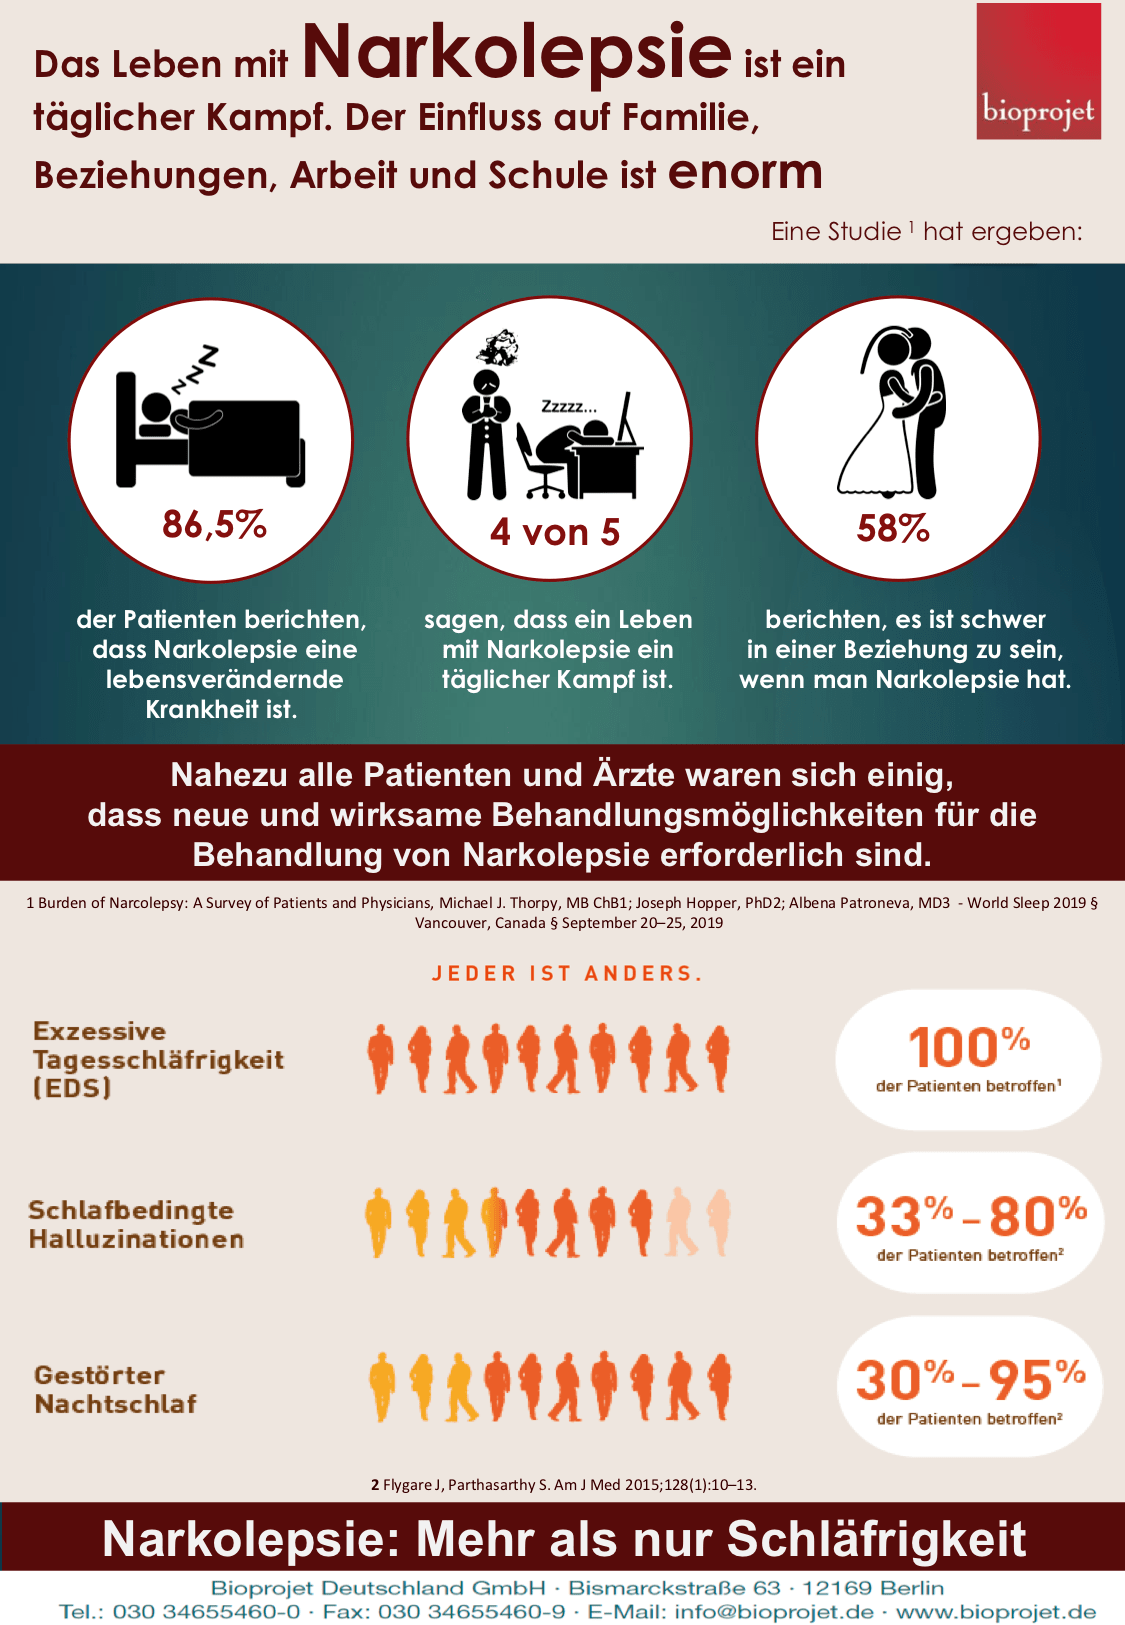 Das Leben mit Narkolepsie ist ein
täglicher Kampf. Der Einfluss auf Familie,
Beziehungen, Arbeit und Schule ist enorm
bioprojet
Eine Studie ¹ hat ergeben:
zzzZ
86,5%
der Patienten berichten,
dass Narkolepsie eine
lebensverändernde
Krankheit ist.
Zzzzz...
4 von 5
sagen, dass ein Leben
mit Narkolepsie ein
täglicher Kampf ist.
58%
berichten, es ist schwer
in einer Beziehung zu sein,
wenn man Narkolepsie hat.
Nahezu alle Patienten und Ärzte waren sich einig,
dass neue und wirksame Behandlungsmöglichkeiten für die
Behandlung von Narkolepsie erforderlich sind.
1 Burden of Narcolepsy: A Survey of Patients and Physicians, Michael J. Thorpy, MB ChB1; Joseph Hopper, PhD2; Albena Patroneva, MD3 - World Sleep 2019 §
Vancouver, Canada § September 20–25, 2019
JEDER IST ANDERS.
Exzessive
Tagesschläfrigkeit
(EDS)
100%
der Patienten betroffen¹
Schlafbedingte
Halluzinationen
33% – 80%
der Patienten betroffen²
Gestörter
Nachtschlaf
30% – 95%
der Patienten betroffen²
2 Flygare J, Parthasarthy S. Am J Med 2015;128(1):10–13.
Narkolepsie: Mehr als nur Schläfrigkeit
Bioprojet Deutschland GmbH · Bismarckstraße 63 · 12169 Berlin
Tel.: 030 34655460-0 · Fax: 030 34655460-9 · E-Mail: info@bioprojet.de · www.bioprojet.de